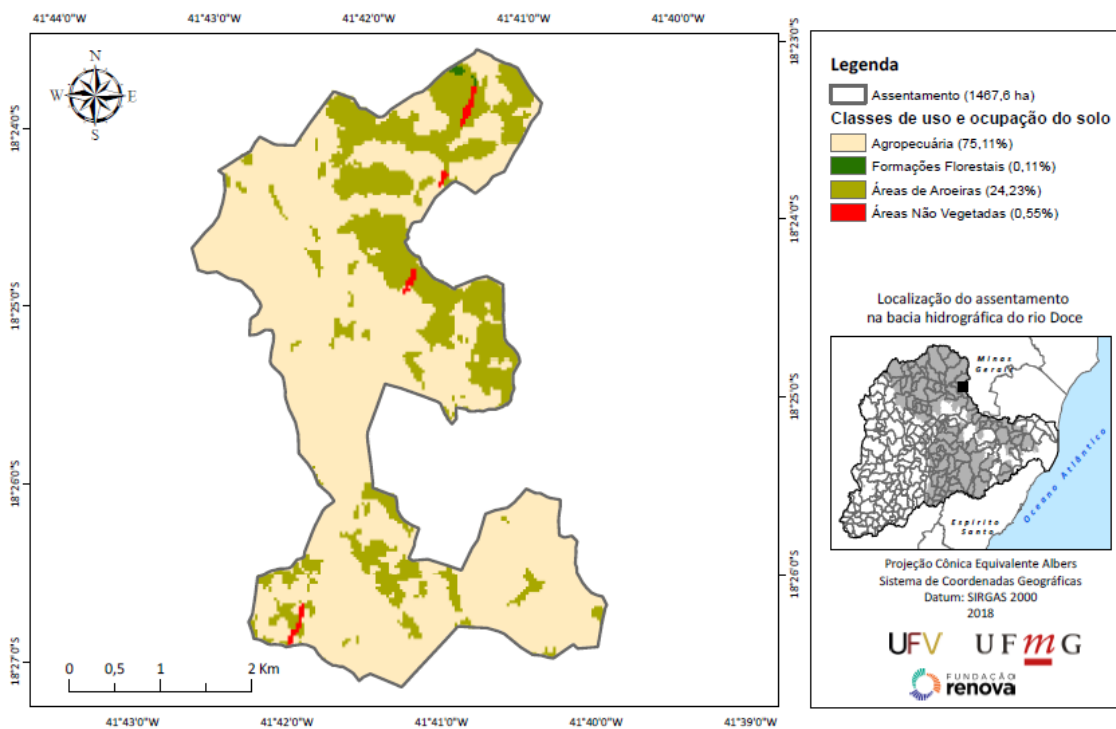 41°44'0"W 41°43'0"W 41°42'0"W 41°41'0"W 41°40'0"W
18°23'0"S
18°24'0"S
18°24'0"S
18°25'0"S
18°25'0"S
18°26'0"S
18°26'0"S
18°27'0"S
N
W E
S
0 0,5 1 2 Km
41°43'0"W 41°42'0"W 41°41'0"W 41°40'0"W 41°39'0"W
Legenda
Assentamento (1467,6 ha)
Classes de uso e ocupação do solo
Agropecuária (75,11%)
Formações Florestais (0,11%)
Áreas de Aroeiras (24,23%)
Áreas Não Vegetadas (0,55%)
Localização do assentamento
na bacia hidrográfica do rio Doce
Minas
Gerais
Oceano Atlântico
Espírito
Santo
Projeção Cônica Equivalente Albers
Sistema de Coordenadas Geográficas
Datum: SIRGAS 2000
2018
UFV UFmG
FUNDAÇÃO
renova